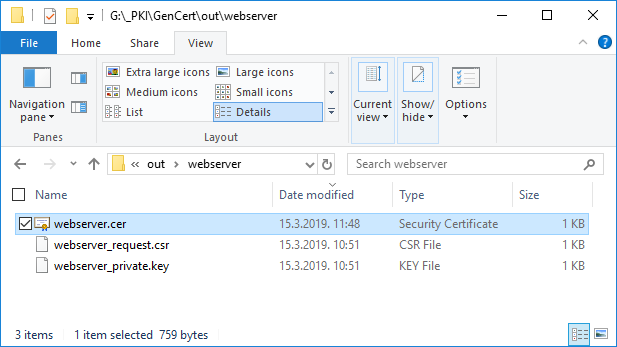 G:\_PKI\GenCert\out\webserver
File Home Share View
Extra large icons Large icons
Medium icons Small icons
List Details
Navigation pane
Current view
Show/ hide
Options
Panes Layout
« out › webserver
Search webserver
Name Date modified Type Size
webserver.cer 15.3.2019. 11:48 Security Certificate 1 KB
webserver_request.csr 15.3.2019. 10:51 CSR File 1 KB
webserver_private.key 15.3.2019. 10:51 KEY File 1 KB
3 items 1 item selected 759 bytes